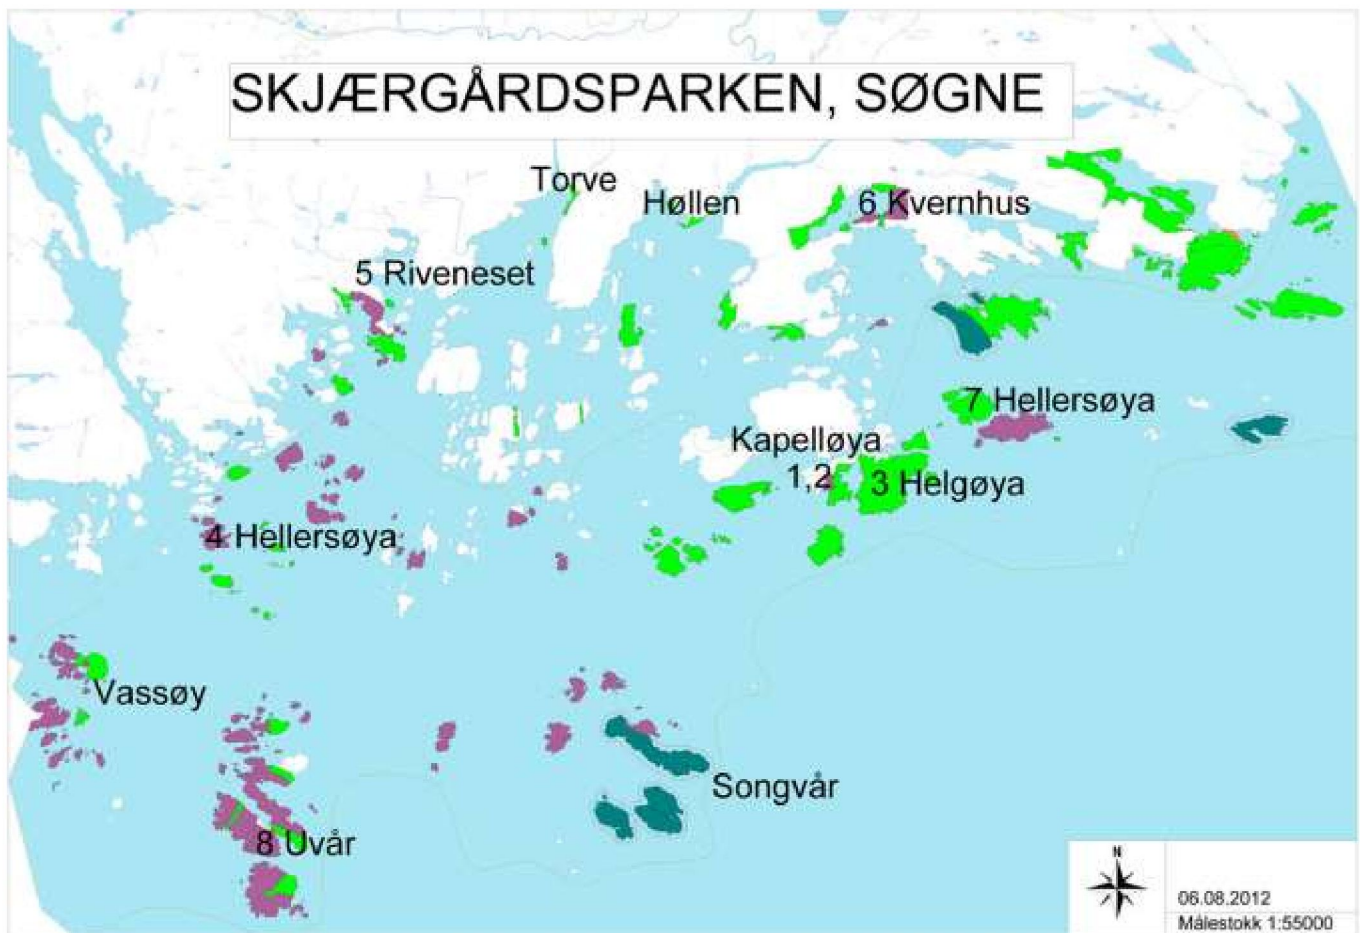 SKJÆRGÅRDSPARKEN, SØGNE
Torve
Høllen
6 Kvernhus
5 Riveneset
7 Hellersøya
Kapelløya
1,2
3 Helgøya
4 Hellersøya
Vassøy
Songvår
8 Uvår
N
06.08.2012
Målestokk 1:55000